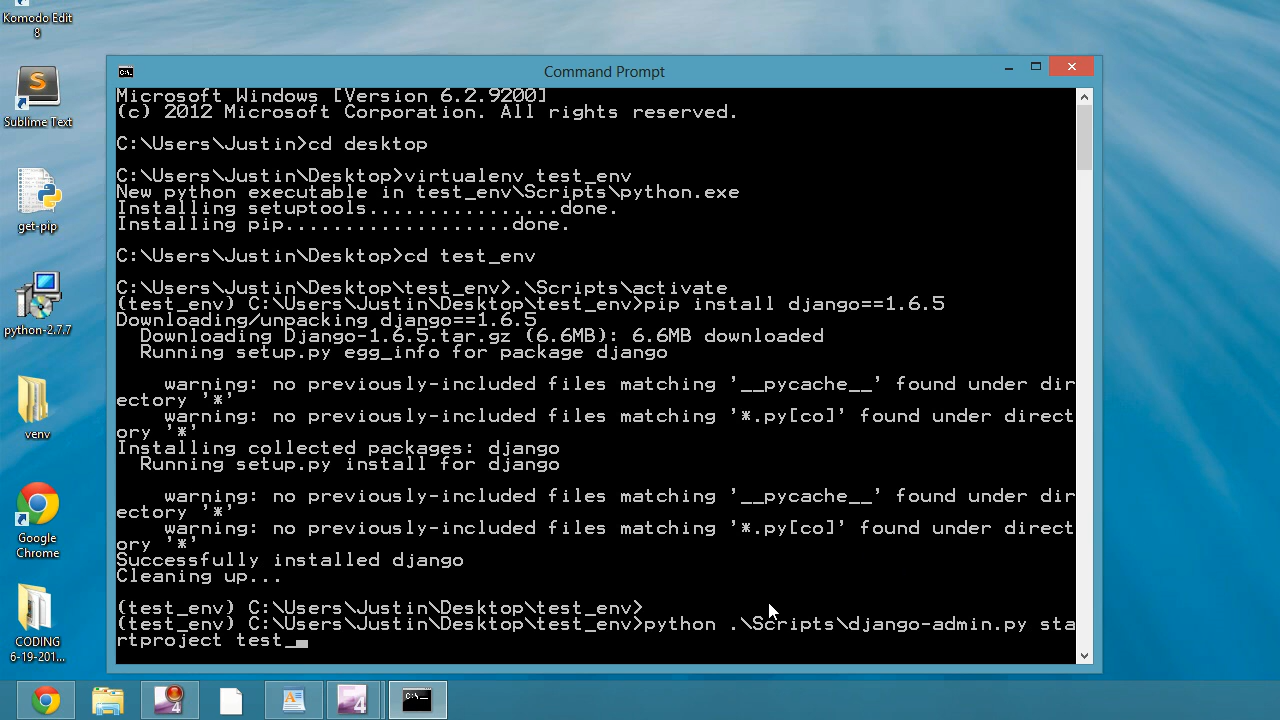 Komodo Edit
8
Sublime Text
get-pip
python-2.7.7
venv
Google
Chrome
CODING
6-19-201...
Command Prompt
Microsoft Windows [Version 6.2.9200]
(c) 2012 Microsoft Corporation. All rights reserved.
C:\Users\Justin>cd desktop
C:\Users\Justin\Desktop>virtualenv test_env
New python executable in test_env\Scripts\python.exe
Installing setuptools................done.
Installing pip...................done.
C:\Users\Justin\Desktop>cd test_env
C:\Users\Justin\Desktop\test_env>.\Scripts\activate
(test_env) C:\Users\Justin\Desktop\test_env>pip install django==1.6.5
Downloading/unpacking django==1.6.5
Downloading Django-1.6.5.tar.gz (6.6MB): 6.6MB downloaded
Running setup.py egg_info for package django
warning: no previously-included files matching '__pycache__' found under dir
ectory '*'
warning: no previously-included files matching '*.py[co]' found under direct
ory '*'
Installing collected packages: django
Running setup.py install for django
warning: no previously-included files matching '__pycache__' found under dir
ectory '*'
warning: no previously-included files matching '*.py[co]' found under direct
ory '*'
Successfully installed django
Cleaning up...
(test_env) C:\Users\Justin\Desktop\test_env>
(test_env) C:\Users\Justin\Desktop\test_env>python .\Scripts\django-admin.py sta
rtproject test_